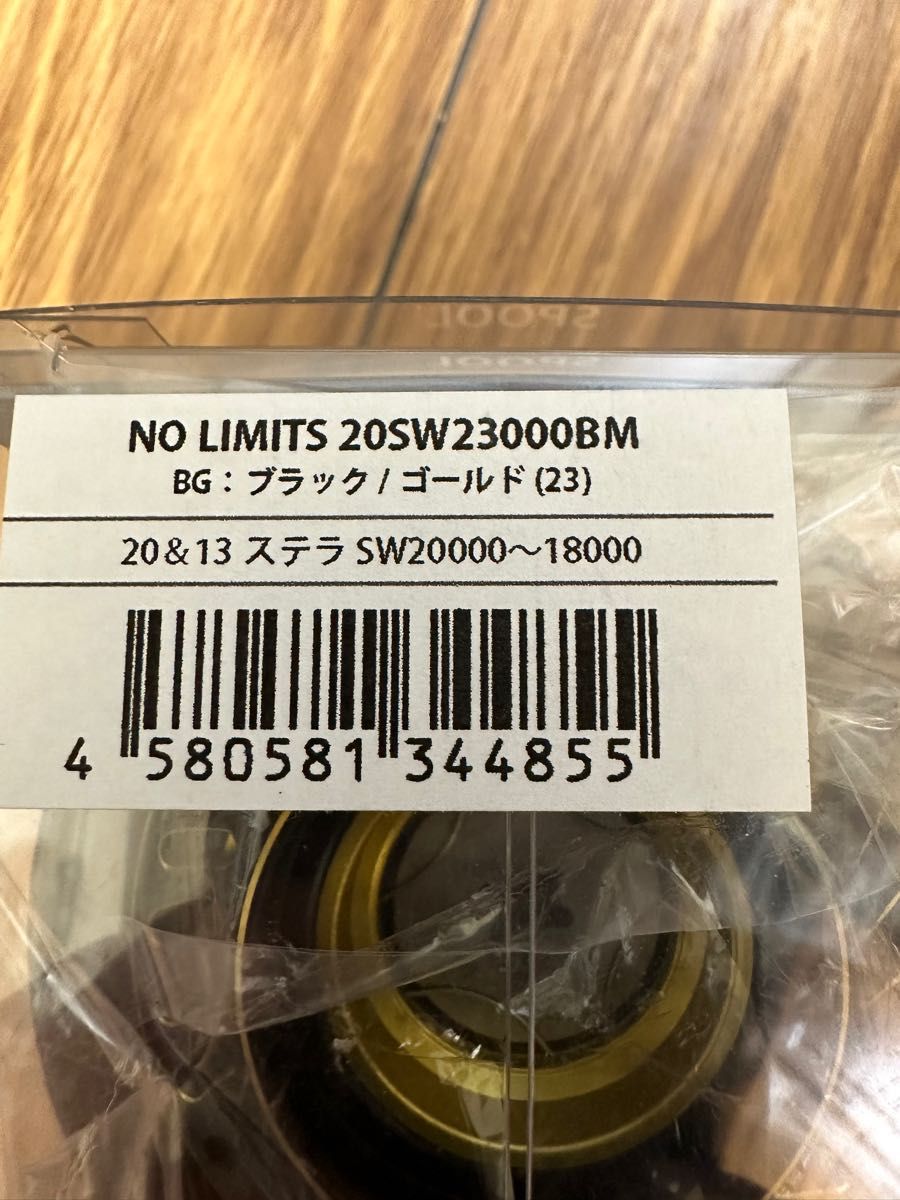 SPOOL
NO LIMITS 20SW23000BM
BG：ブラック / ゴールド (23)
20＆13 ステラ SW20000～18000
4 580581 344855